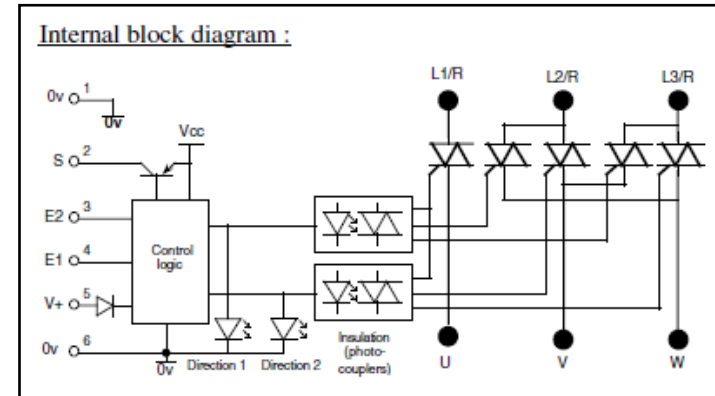 Internal block diagram :
L1/R L2/R L3/R
0v 1
0v
Vcc
S 2
E2 3
E1 4
Control
logic
V+ 5
0v 6
0v Direction 1 Direction 2
Insulation
(photo-
couplers)
U V W